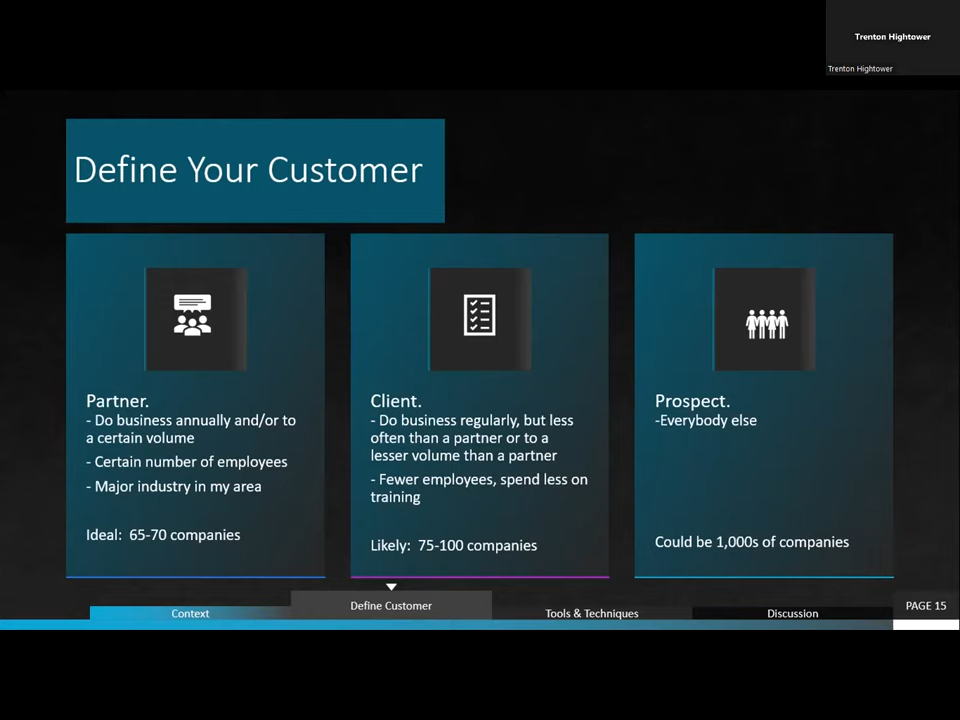 Trenton Hightower
Trenton Hightower
Define Your Customer
Partner.
- Do business annually and/or to
a certain volume
- Certain number of employees
- Major industry in my area
Ideal:  65-70 companies
Client.
- Do business regularly, but less
often than a partner or to a
lesser volume than a partner
- Fewer employees, spend less on
training
Likely:  75-100 companies
Prospect.
-Everybody else
Could be 1,000s of companies
Context
Define Customer
Tools & Techniques
Discussion
PAGE 15